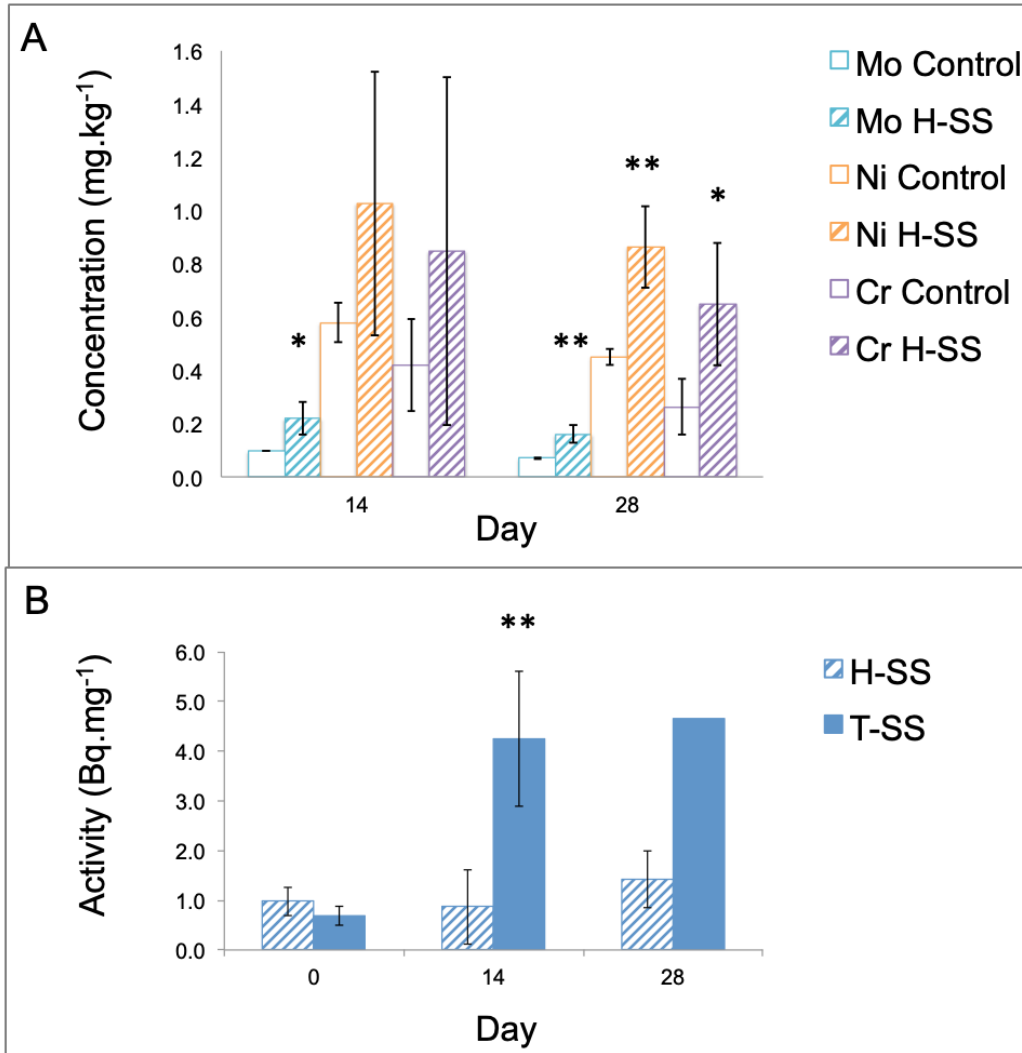 A
Concentration (mg.kg⁻¹)
1.6
1.4
1.2
1.0
0.8
0.6
0.4
0.2
0.0
*
**
**
*
14
28
Day
Mo Control
Mo H-SS
Ni Control
Ni H-SS
Cr Control
Cr H-SS
B
Activity (Bq.mg⁻¹)
6.0
5.0
4.0
3.0
2.0
1.0
0.0
**
0
14
28
Day
H-SS
T-SS